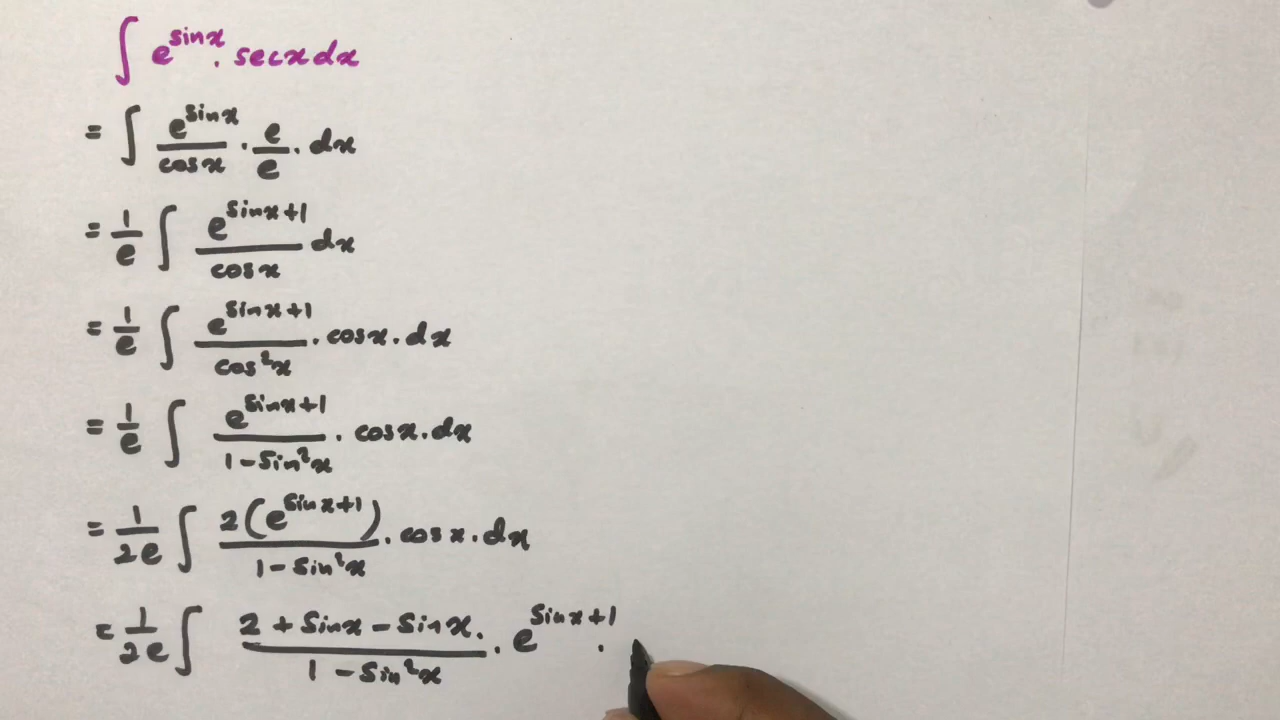 ∫ e^sinx . secx dx
= ∫ e^sinx/cosx . e/e . dx
= 1/e ∫ e^sinx+1/cosx dx
= 1/e ∫ e^sinx+1/cos²x . cosx . dx
= 1/e ∫ e^sinx+1/1-sin²x . cosx . dx
= 1/2e ∫ 2(e^sinx+1)/1-sin²x . cosx . dx
= 1/2e ∫ 2 + sinx - sinx . /1 - sin²x . e^sinx+1 .